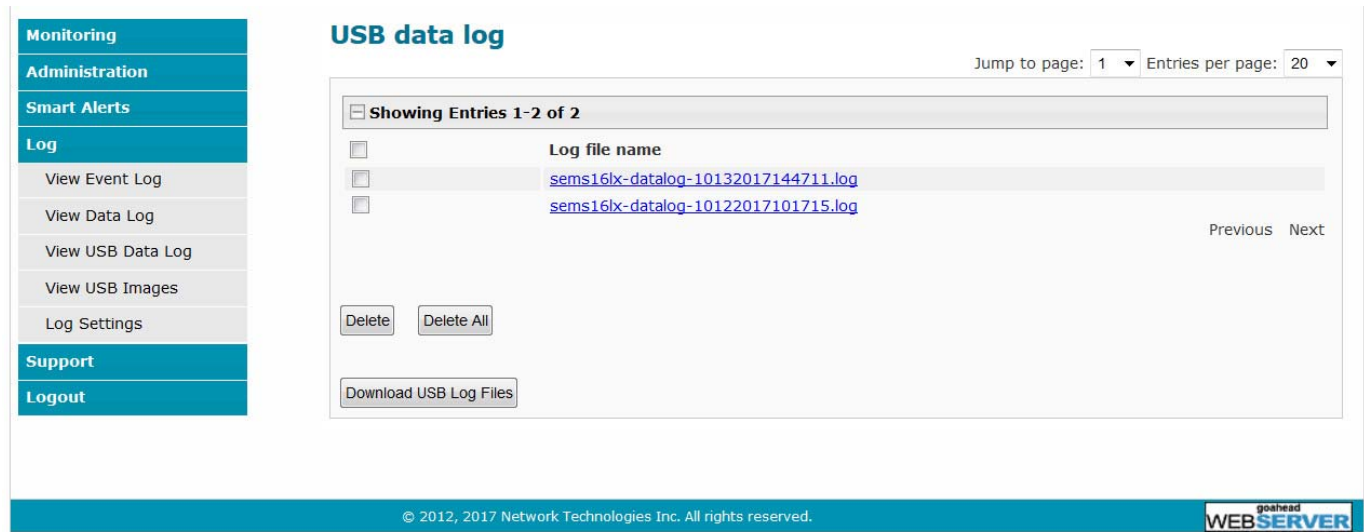 Monitoring
Administration
Smart Alerts
Log
View Event Log
View Data Log
View USB Data Log
View USB Images
Log Settings
Support
Logout
USB data log
Jump to page: 1 Entries per page: 20
Showing Entries 1-2 of 2
Log file name
sems16lx-datalog-10132017144711.log
sems16lx-datalog-10122017101715.log
Previous Next
Delete Delete All
Download USB Log Files
© 2012, 2017 Network Technologies Inc. All rights reserved.
goahead
WEBSERVER